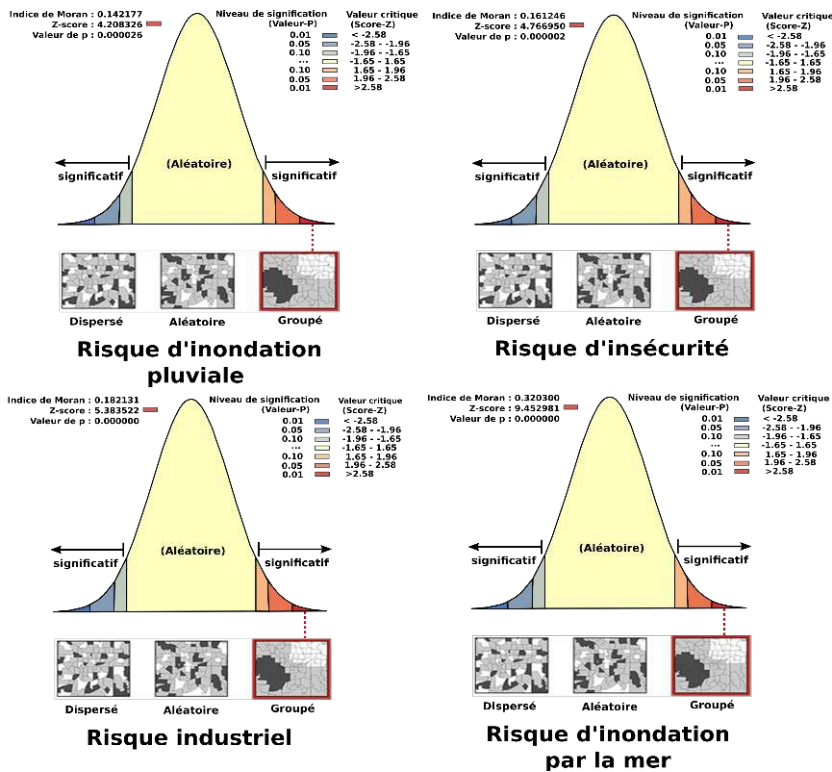 Indice de Moran : 0.142177
Z-score : 4.208326
Valeur de p : 0.000026
Niveau de signification
(Valeur-P)
Valeur critique
(Score-Z)
0.01 < -2.58
0.05 -2.58 - -1.96
0.10 -1.96 - -1.65
... -1.65 - 1.65
0.10 1.65 - 1.96
0.05 1.96 - 2.58
0.01 >2.58
significatif
(Aléatoire)
significatif
Dispersé
Aléatoire
Groupé
Risque d'inondation
pluviale
Indice de Moran : 0.161246
Z-score : 4.766950
Valeur de p : 0.000002
Niveau de signification
(Valeur-P)
Valeur critique
(Score-Z)
0.01 < -2.58
0.05 -2.58 - -1.96
0.10 -1.96 - -1.65
... -1.65 - 1.65
0.10 1.65 - 1.96
0.05 1.96 - 2.58
0.01 >2.58
significatif
(Aléatoire)
significatif
Dispersé
Aléatoire
Groupé
Risque d'insécurité
Indice de Moran : 0.182131
Z-score : 5.383522
Valeur de p : 0.000000
Niveau de signification
(Valeur-P)
Valeur critique
(Score-Z)
0.01 < -2.58
0.05 -2.58 - -1.96
0.10 -1.96 - -1.65
... -1.65 - 1.65
0.10 1.65 - 1.96
0.05 1.96 - 2.58
0.01 >2.58
significatif
(Aléatoire)
significatif
Dispersé
Aléatoire
Groupé
Risque industriel
Indice de Moran : 0.320300
Z-score : 9.452981
Valeur de p : 0.000000
Niveau de signification
(Valeur-P)
Valeur critique
(Score-Z)
0.01 < -2.58
0.05 -2.58 - -1.96
0.10 -1.96 - -1.65
... -1.65 - 1.65
0.10 1.65 - 1.96
0.05 1.96 - 2.58
0.01 >2.58
significatif
(Aléatoire)
significatif
Dispersé
Aléatoire
Groupé
Risque d'inondation
par la mer